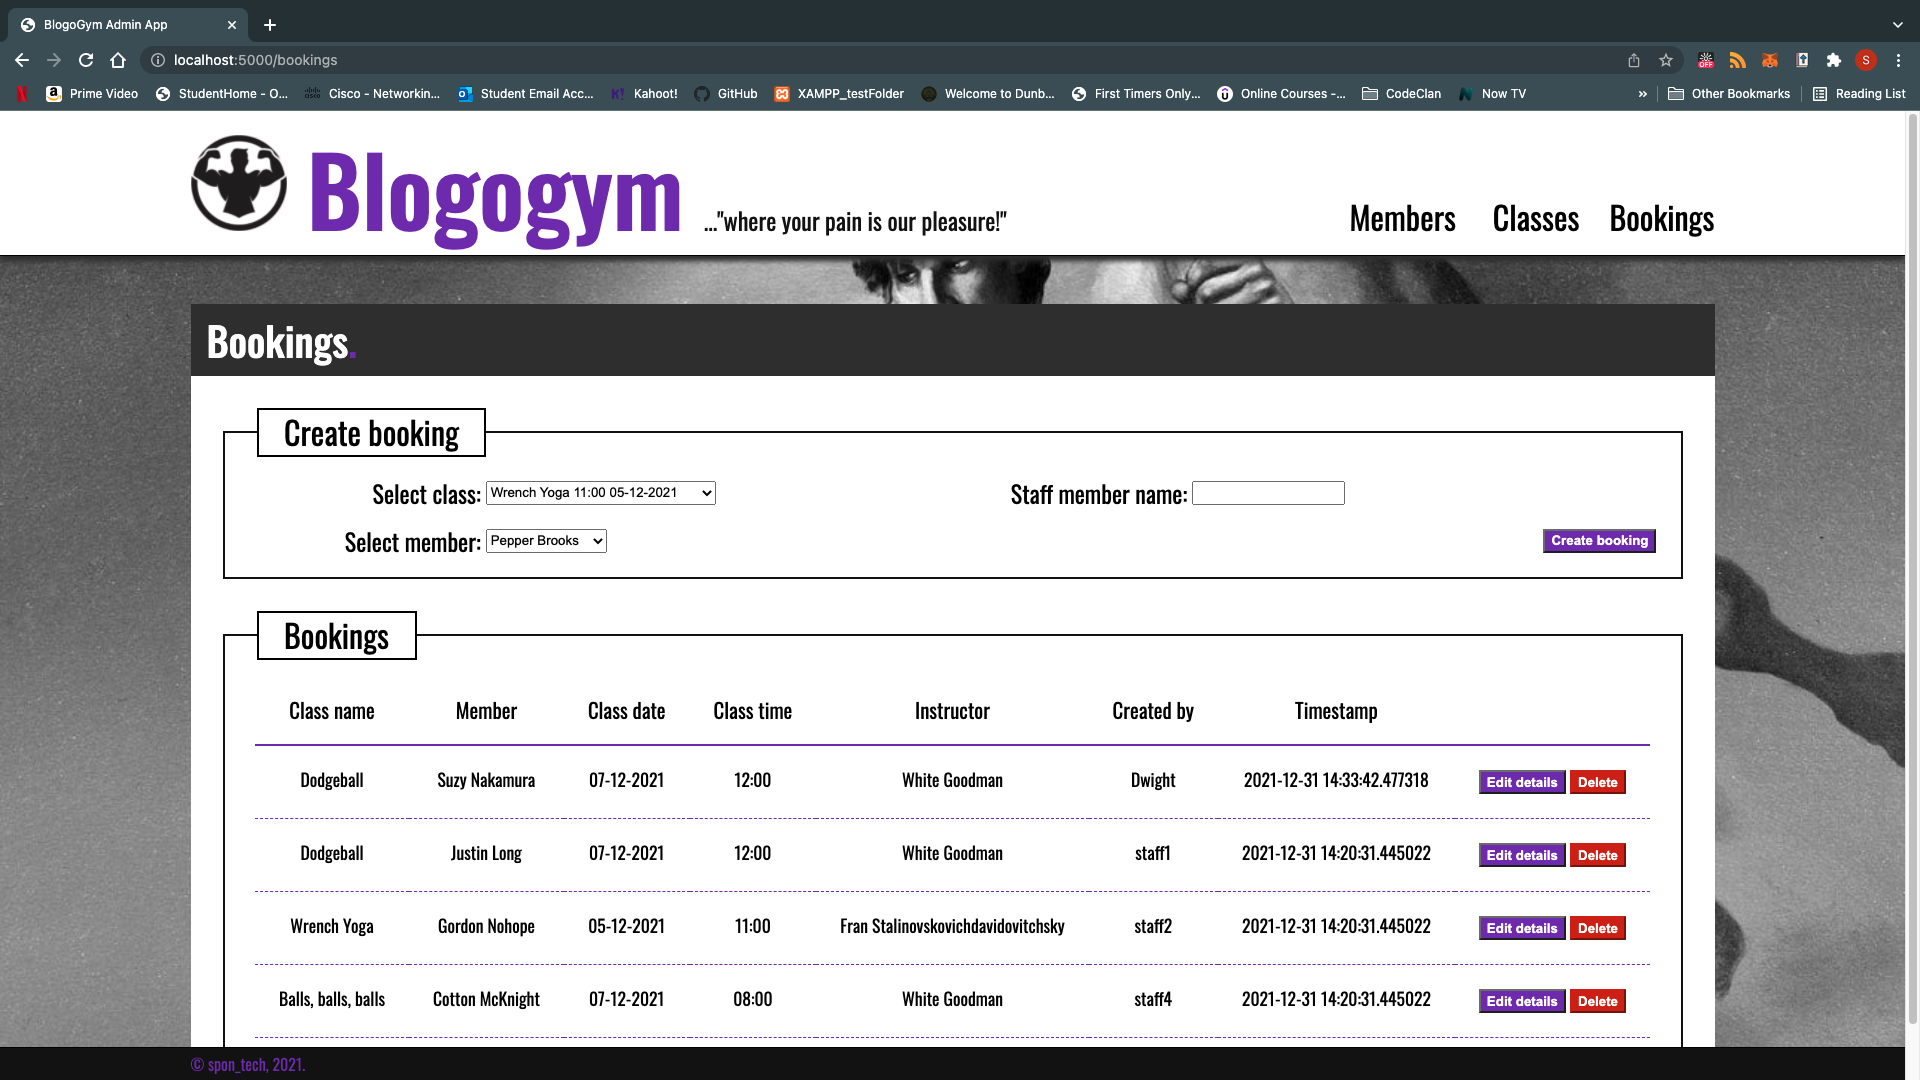 BlogoGym Admin App
localhost:5000/bookings
OFF
S
Prime Video StudentHome - O... Cisco - Networkin... Student Email Acc... Kahoot! GitHub XAMPP_testFolder Welcome to Dunb... First Timers Only... Online Courses -... CodeClan Now TV » Other Bookmarks Reading List
Blogogym ..."where your pain is our pleasure!" Members Classes Bookings
Bookings.
Create booking
Select class: Wrench Yoga 11:00 05-12-2021 Staff member name:
Select member: Pepper Brooks Create booking
Bookings
Class name Member Class date Class time Instructor Created by Timestamp
Dodgeball Suzy Nakamura 07-12-2021 12:00 White Goodman Dwight 2021-12-31 14:33:42.477318 Edit details Delete
Dodgeball Justin Long 07-12-2021 12:00 White Goodman staff1 2021-12-31 14:20:31.445022 Edit details Delete
Wrench Yoga Gordon Nohope 05-12-2021 11:00 Fran Stalinovskovichdavidovitchsky staff2 2021-12-31 14:20:31.445022 Edit details Delete
Balls, balls, balls Cotton McKnight 07-12-2021 08:00 White Goodman staff4 2021-12-31 14:20:31.445022 Edit details Delete
© spon_tech, 2021.